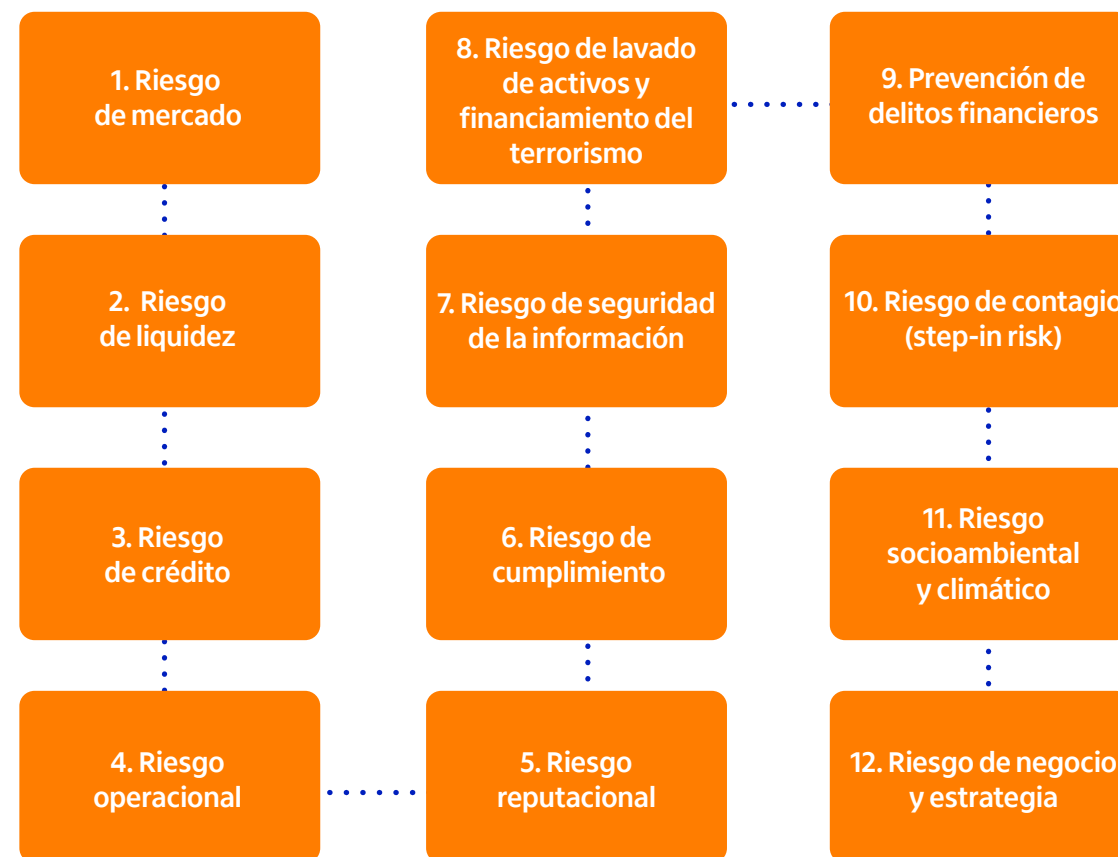 1. Riesgo
de mercado
2. Riesgo
de liquidez
3. Riesgo
de crédito
4. Riesgo
operacional
5. Riesgo
reputacional
6. Riesgo de
cumplimiento
7. Riesgo de seguridad
de la información
8. Riesgo de lavado
de activos y
financiamiento del
terrorismo
9. Prevención de
delitos financieros
10. Riesgo de contagio
(step-in risk)
11. Riesgo
socioambiental
y climático
12. Riesgo de negocio
y estrategia